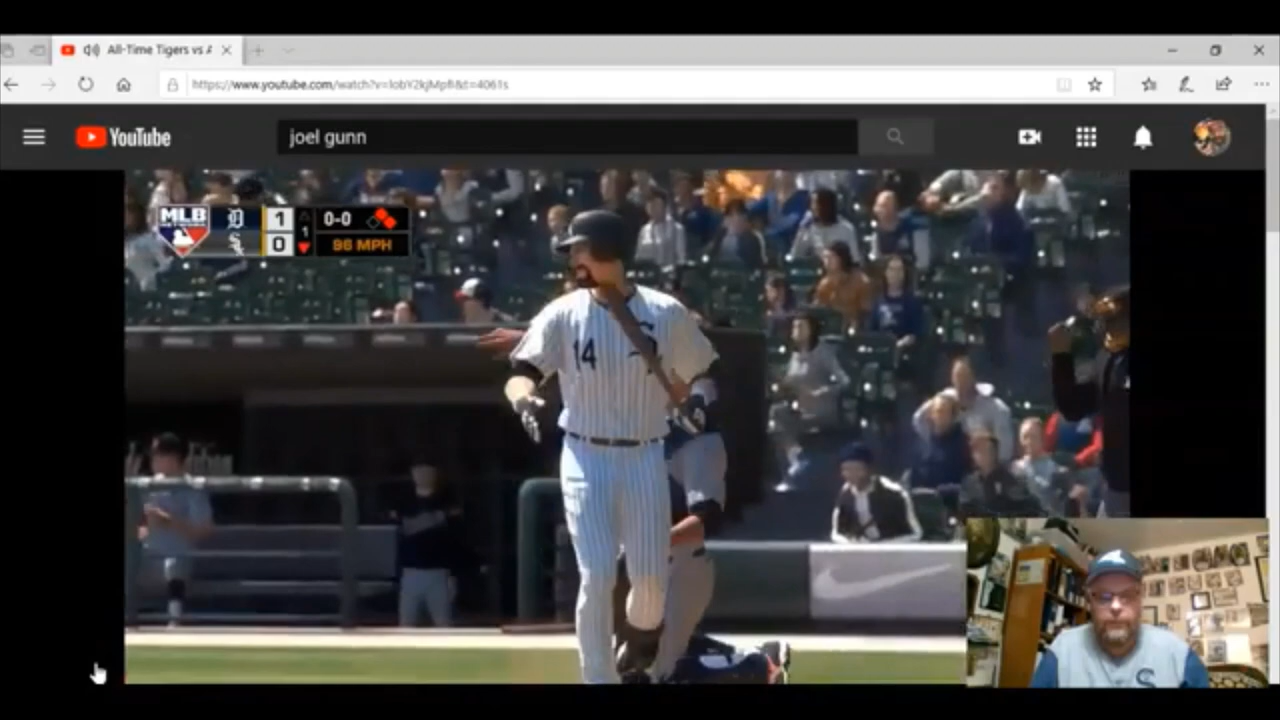 All-Time Tigers vs A
https://www.youtube.com/watch?v=lobY2kjMpfI&t=4061s
YouTube
joel gunn
MLB
D 1
0
1
0-0
96 MPH
14
S